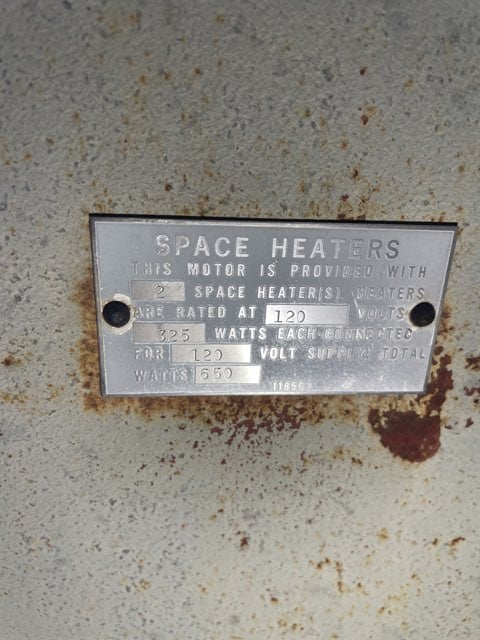 SPACE HEATERS
THIS MOTOR IS PROVIDED WITH
2 SPACE HEATER(S). HEATERS
ARE RATED AT 120 VOLTS
325 WATTS EACH-CONNECTED
FOR 120 VOLT SUPPLY TOTAL
WATTS 650